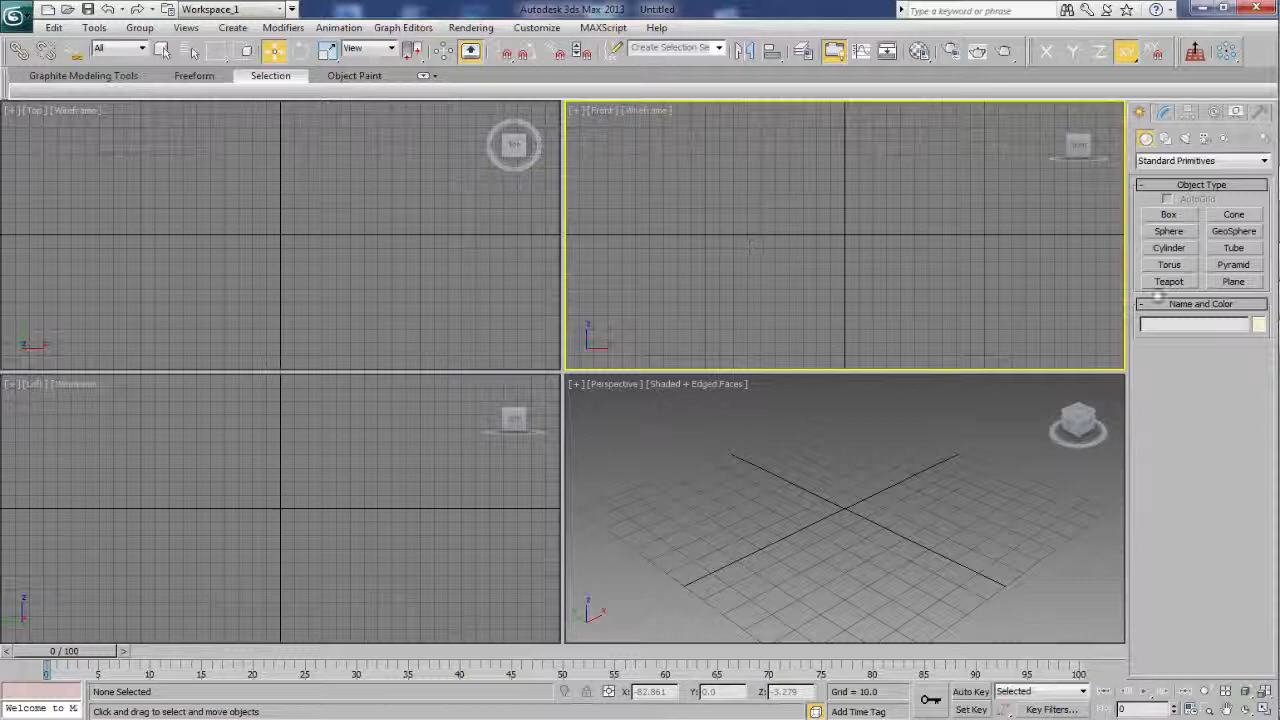 Workspace_1
Autodesk 3ds Max 2013 Untitled
Type a keyword or phrase
Edit Tools Group Views Create Modifiers Animation Graph Editors Rendering Customize MAXScript Help
All View Create Selection Se X Y Z XY
Graphite Modeling Tools Freeform Selection Object Paint
[+] [Top] [Wireframe]
[+] [Front] [Wireframe]
Top
Standard Primitives
Object Type
AutoGrid
Box Cone
Sphere GeoSphere
Cylinder Tube
Torus Pyramid
Teapot Plane
Name and Color
[+] [Left] [Wireframe]
[+] [Perspective] [Shaded + Edged Faces]
0 / 100
0 5 10 15 20 25 30 35 40 45 50 55 60 65 70 75 80 85 90 95 100
None Selected X: -82.861 Y: 0.0 Z: -3.279 Grid = 10.0 Auto Key Selected
Welcome to M Click and drag to select and move objects Add Time Tag Set Key Key Filters... 0